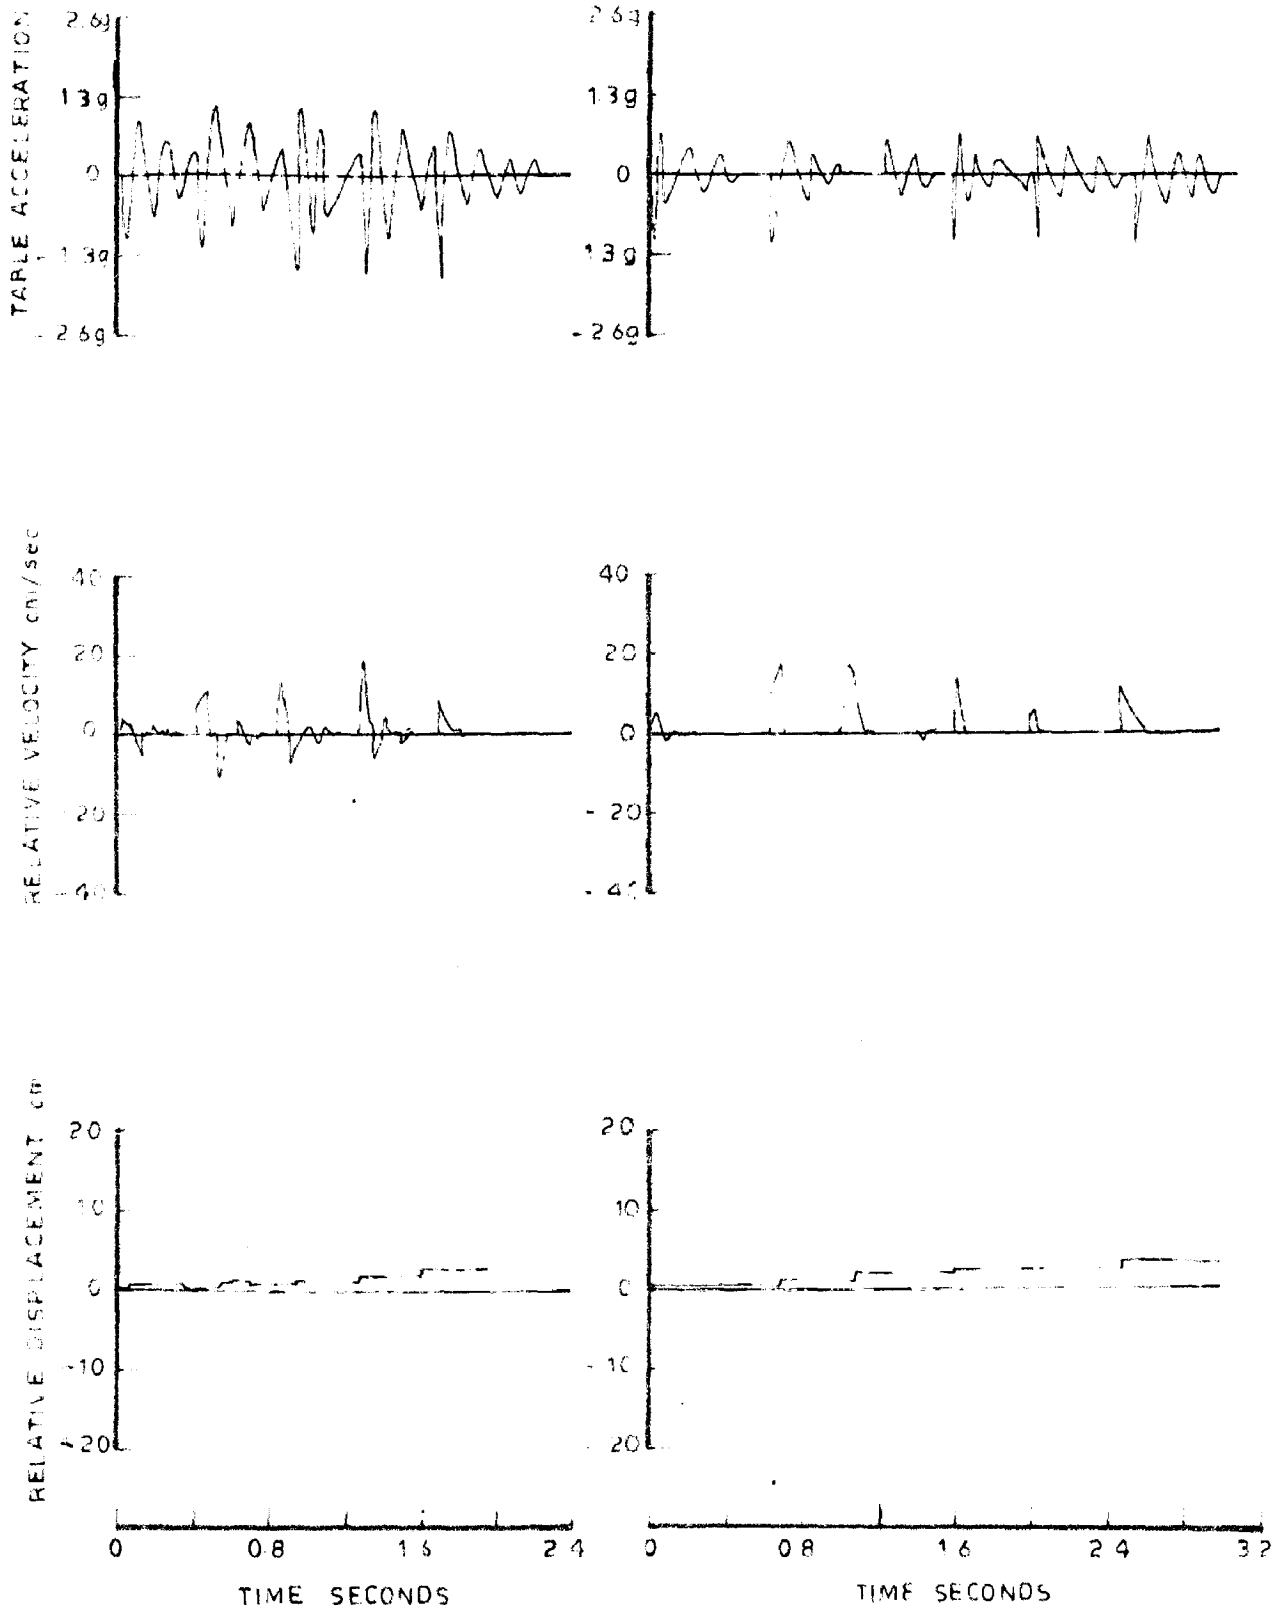 TABLE ACCELERATION
2.6g
1.3g
0
-1.3g
-2.6g
2.6g
1.3g
0
1.3g
-2.6g
RELATIVE VELOCITY cm/sec
40
20
0
-20
-40
40
20
0
-20
-40
RELATIVE DISPLACEMENT cm
20
10
0
-10
-20
20
10
0
-10
20
0 0.8 1.6 2.4
TIME SECONDS
0 0.8 1.6 2.4 3.2
TIME SECONDS